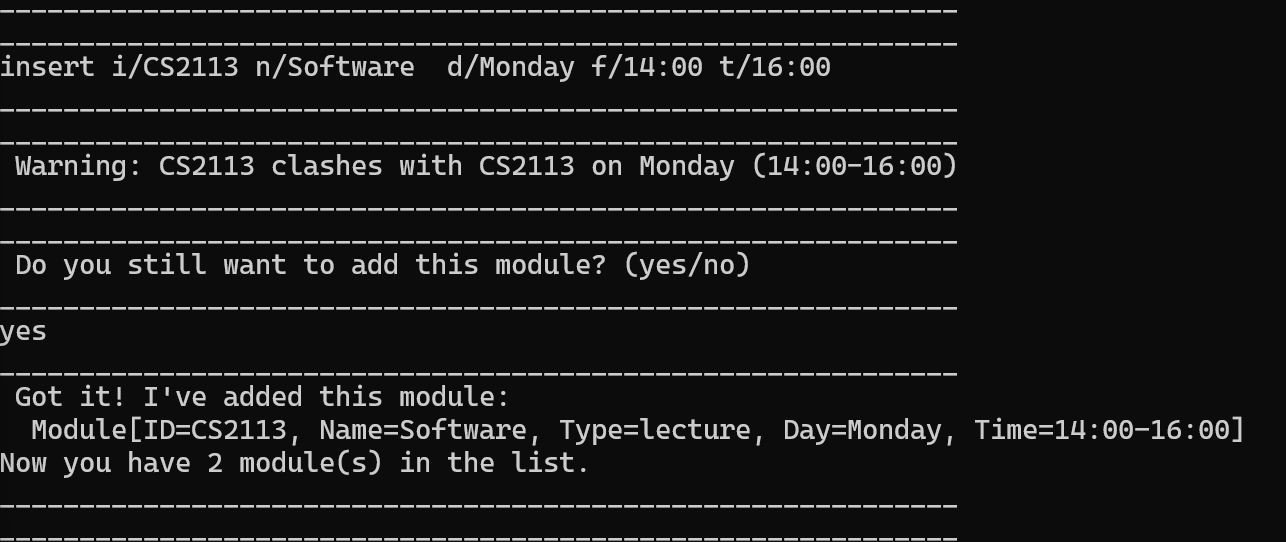 ____________________________________________________________
____________________________________________________________
insert i/CS2113 n/Software  d/Monday f/14:00 t/16:00
____________________________________________________________
____________________________________________________________
 Warning: CS2113 clashes with CS2113 on Monday (14:00-16:00)
____________________________________________________________
____________________________________________________________
 Do you still want to add this module? (yes/no)
____________________________________________________________
yes
____________________________________________________________
 Got it! I've added this module:
  Module[ID=CS2113, Name=Software, Type=lecture, Day=Monday, Time=14:00-16:00]
Now you have 2 module(s) in the list.
____________________________________________________________
____________________________________________________________